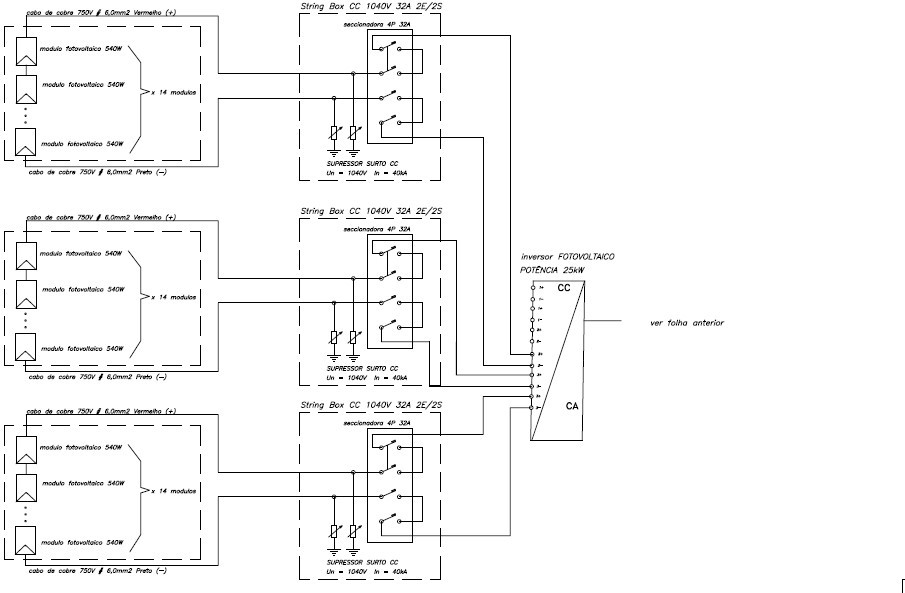 cabo de cobre 750V # 6,0mm2 Vermelho (+)
modulo fotovoltaico 540W
modulo fotovoltaico 540W
x 14 modulos
modulo fotovoltaico 540W
cabo de cobre 750V # 6,0mm2 Preto (–)
String Box CC 1040V 32A 2E/2S
seccionadora 4P 32A
SUPRESSOR SURTO CC
Un = 1040V In = 40kA
cabo de cobre 750V # 6,0mm2 Vermelho (+)
modulo fotovoltaico 540W
modulo fotovoltaico 540W
x 14 modulos
modulo fotovoltaico 540W
cabo de cobre 750V # 6,0mm2 Preto (–)
String Box CC 1040V 32A 2E/2S
seccionadora 4P 32A
SUPRESSOR SURTO CC
Un = 1040V In = 40kA
cabo de cobre 750V # 6,0mm2 Vermelho (+)
modulo fotovoltaico 540W
modulo fotovoltaico 540W
x 14 modulos
modulo fotovoltaico 540W
cabo de cobre 750V # 6,0mm2 Preto (–)
String Box CC 1040V 32A 2E/2S
seccionadora 4P 32A
SUPRESSOR SURTO CC
Un = 1040V In = 40kA
inversor FOTOVOLTAICO
POTÊNCIA 25kW
CC
CA
ver folha anterior